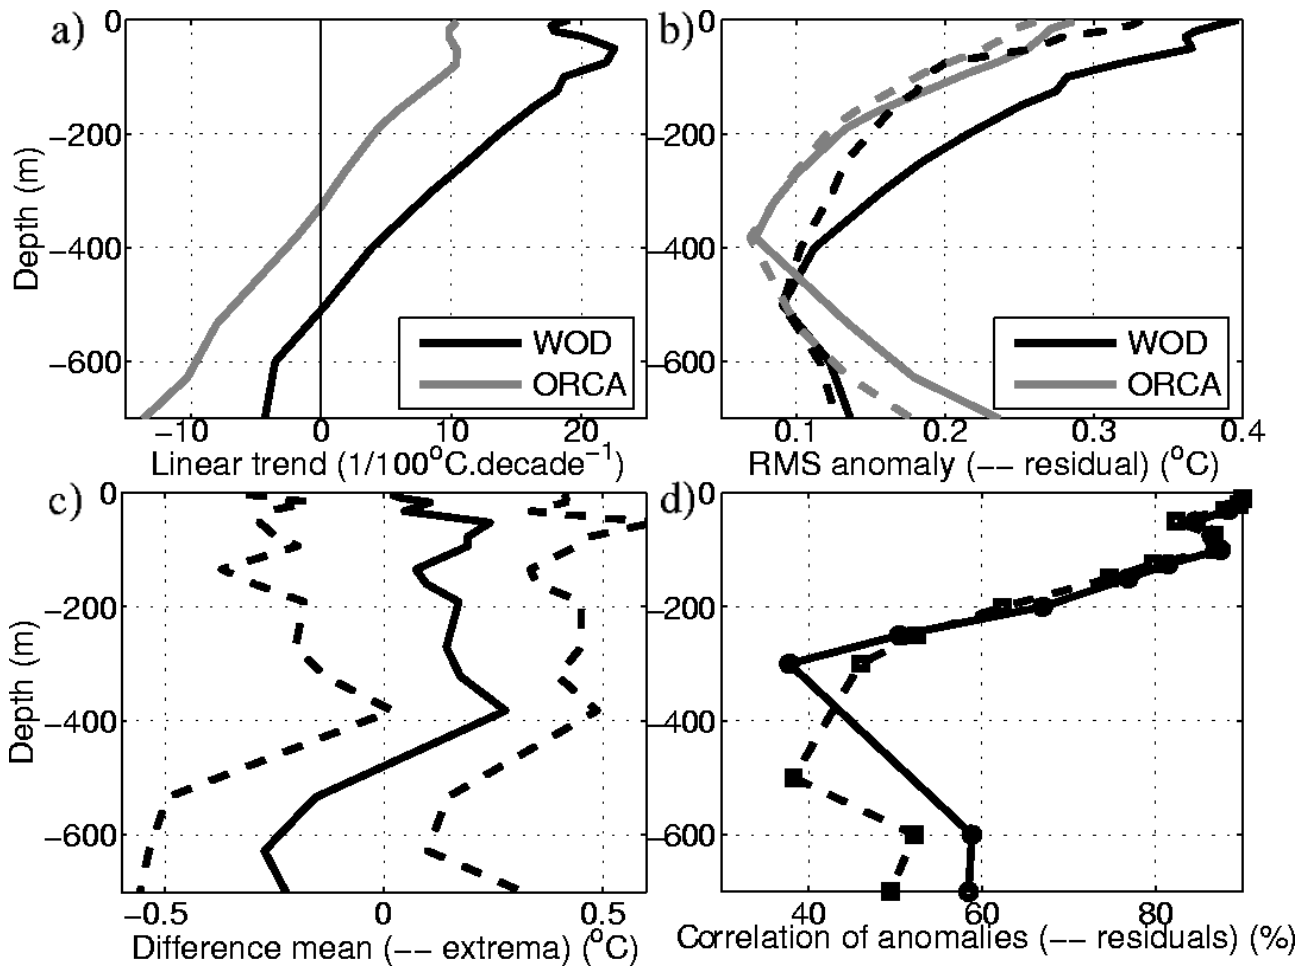 a)
0
−200
−400
−600
Depth (m)
WOD
ORCA
−10 0 10 20
Linear trend (1/100°C.decade⁻¹)
b)
0
−200
−400
−600
WOD
ORCA
0.1 0.2 0.3 0.4
RMS anomaly (−− residual) (°C)
c)
0
−200
−400
−600
Depth (m)
−0.5 0 0.5
Difference mean (−− extrema) (°C)
d)
0
−200
−400
−600
40 60 80
Correlation of anomalies (−− residuals) (%)